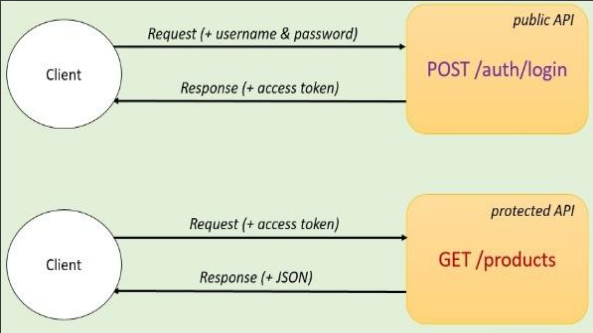 public API
Request (+ username & password)
Client
POST /auth/login
Response (+ access token)
protected API
Request (+ access token)
Client
GET /products
Response (+ JSON)